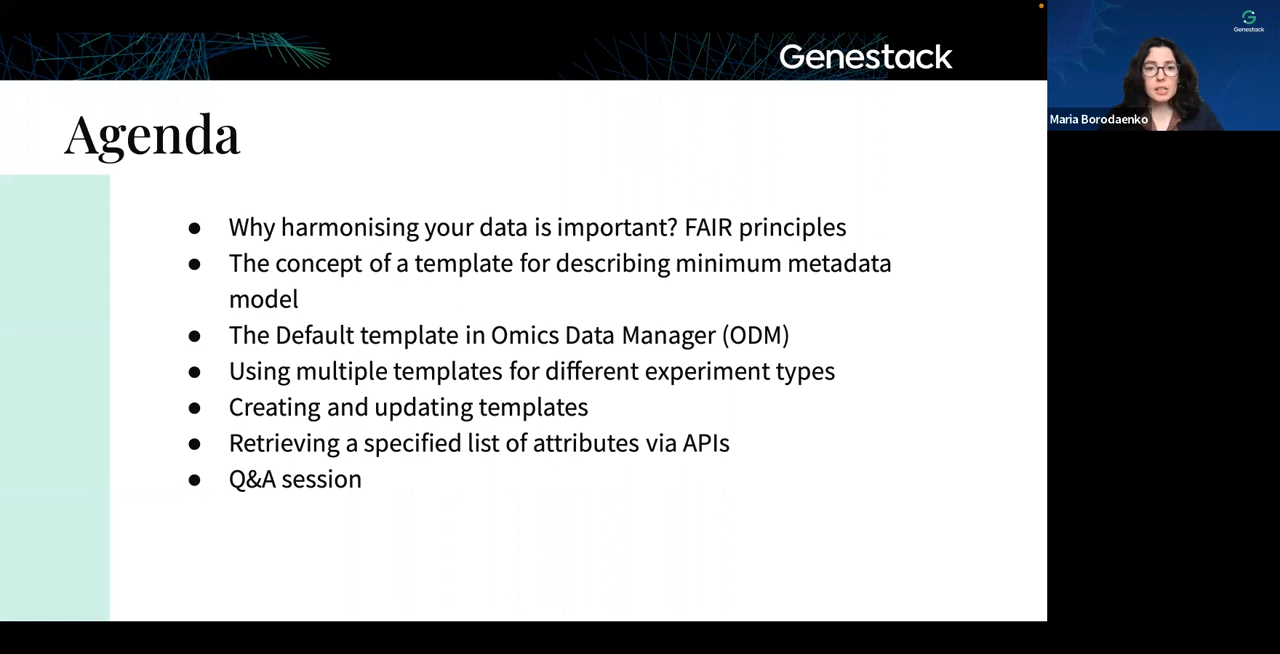 Genestack
Genestack
Maria Borodaenko
Agenda
● Why harmonising your data is important? FAIR principles
● The concept of a template for describing minimum metadata
model
● The Default template in Omics Data Manager (ODM)
● Using multiple templates for different experiment types
● Creating and updating templates
● Retrieving a specified list of attributes via APIs
● Q&A session